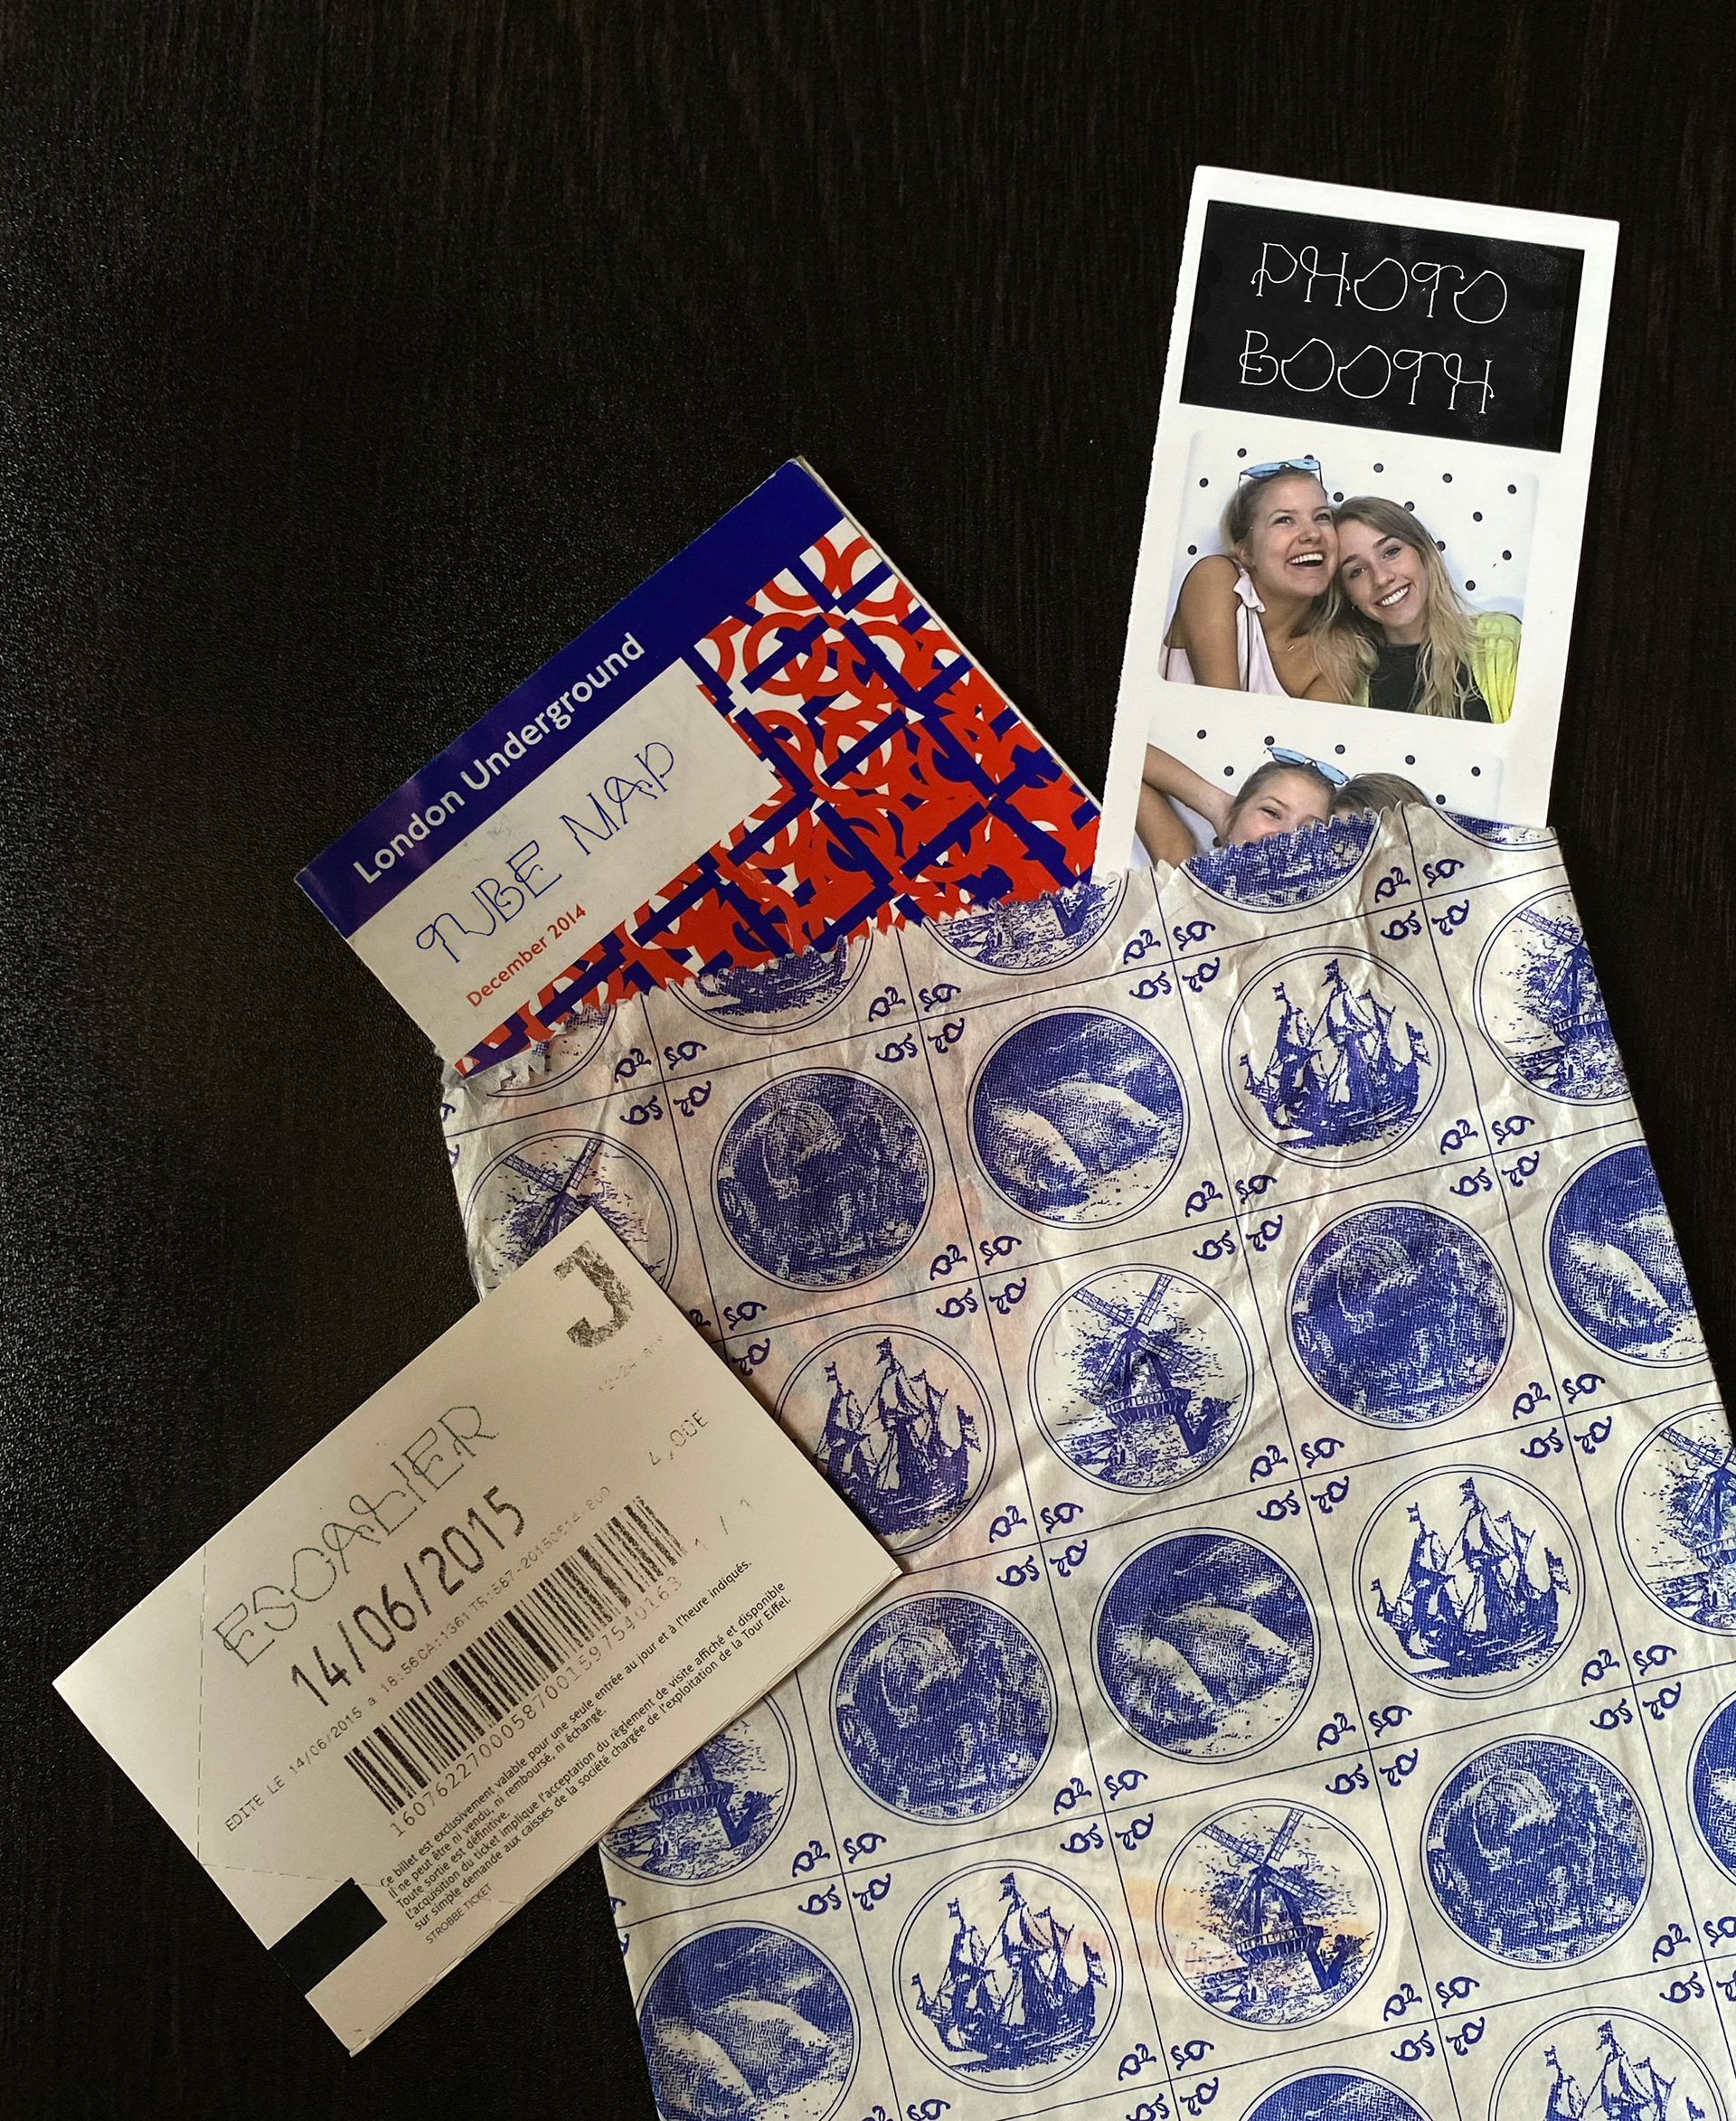 PHOTO
BOOTH
London Underground
TUBE MAP
December 2014
J
4,00E
ESCALIER
14/06/2015
EDITE LE 14/06/2015 a 18:56
1 / 1
Ce billet est exclusivement valable pour une seule entrée au jour et à l'heure indiqués.
Il ne peut être ni vendu, ni remboursé, ni échangé.
Toute sortie est définitive.
L'acquisition du ticket implique l'acceptation du règlement de visite affiché et disponible
sur simple demande aux caisses de la société chargée de l'exploitation de la Tour Eiffel.
STROBBE TICKET